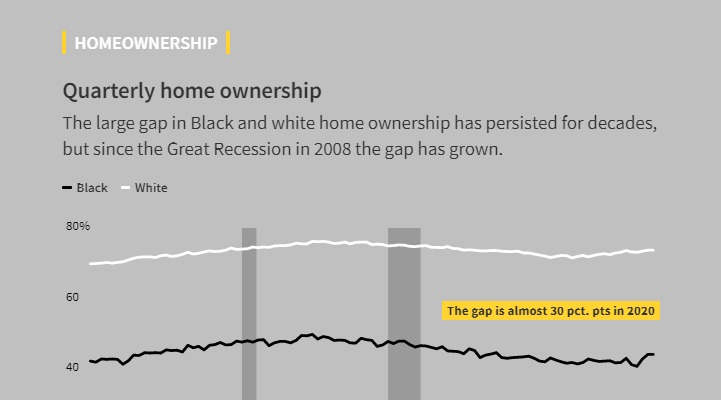 HOMEOWNERSHIP
Quarterly home ownership
The large gap in Black and white home ownership has persisted for decades,
but since the Great Recession in 2008 the gap has grown.
Black White
80%
60
The gap is almost 30 pct. pts in 2020
40